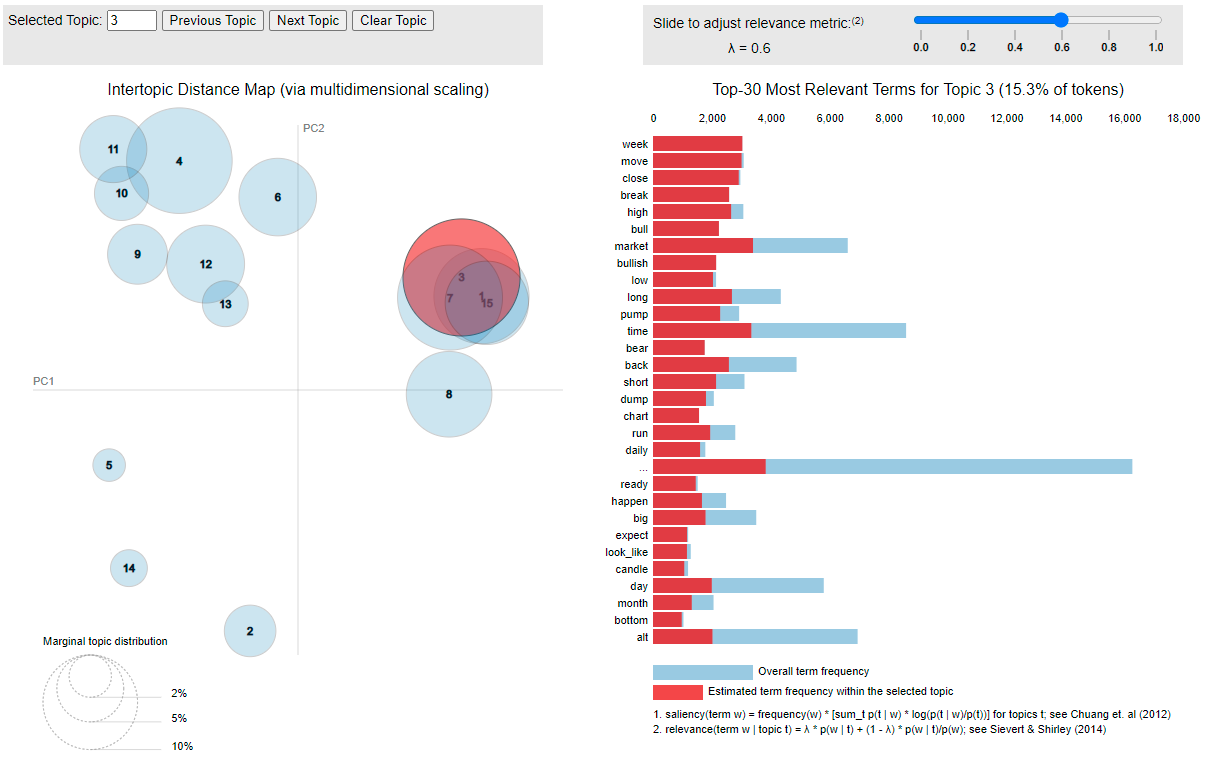 Selected Topic: 3 Previous Topic Next Topic Clear Topic
Slide to adjust relevance metric:(2)
λ = 0.6
0.0 0.2 0.4 0.6 0.8 1.0
Intertopic Distance Map (via multidimensional scaling)
PC2
PC1
11
4
10
6
9
12
13
3
7
1
15
8
5
14
2
Marginal topic distribution
2%
5%
10%
Top-30 Most Relevant Terms for Topic 3 (15.3% of tokens)
0 2,000 4,000 6,000 8,000 10,000 12,000 14,000 16,000 18,000
week
move
close
break
high
bull
market
bullish
low
long
pump
time
bear
back
short
dump
chart
run
daily
...
ready
happen
big
expect
look_like
candle
day
month
bottom
alt
Overall term frequency
Estimated term frequency within the selected topic
1. saliency(term w) = frequency(w) * [sum_t p(t | w) * log(p(t | w)/p(t))] for topics t; see Chuang et. al (2012)
2. relevance(term w | topic t) = λ * p(w | t) + (1 - λ) * p(w | t)/p(w); see Sievert & Shirley (2014)